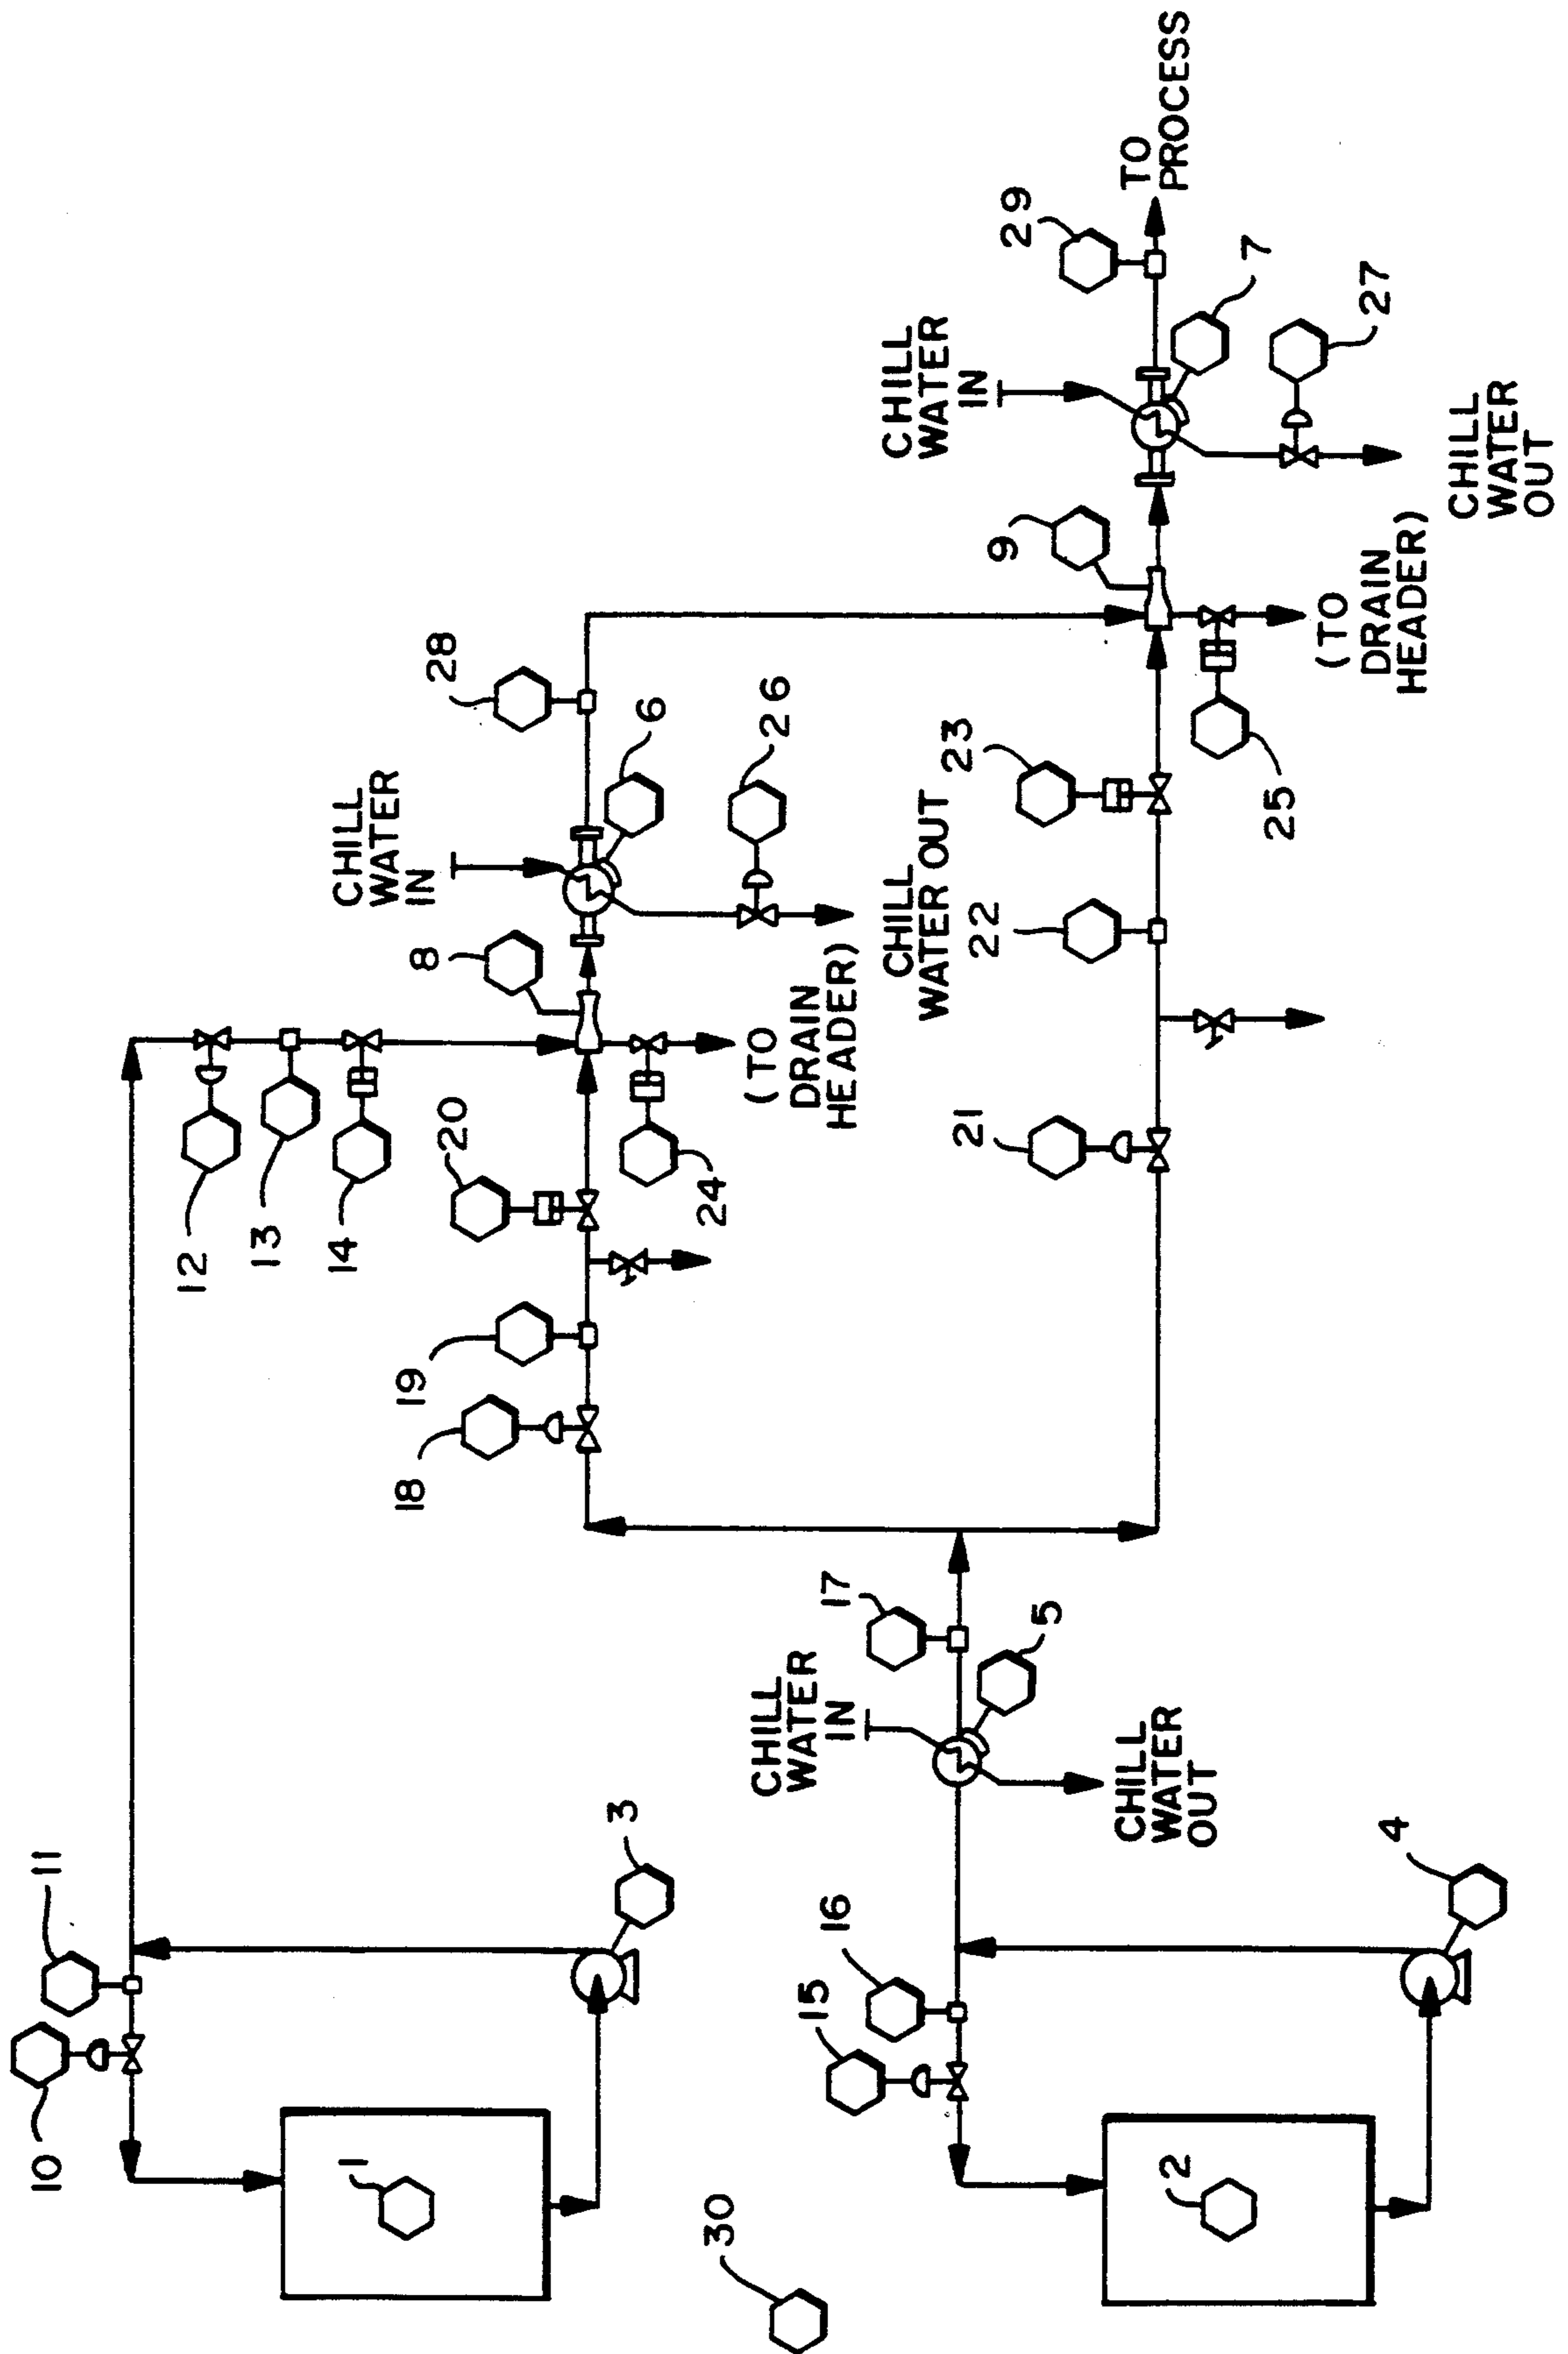 10
11
12
13
14
1
3
18
19
20
8
28
CHILL
WATER
IN
6
26
24
(TO
DRAIN
HEADER)
30
15
16
17
CHILL
WATER
IN
5
CHILL
WATER
OUT
2
4
21
22
23
CHILL
WATER OUT
9
25
(TO
DRAIN
HEADER)
CHILL
WATER
IN
29
7
27
CHILL
WATER
OUT
TO
PROCESS